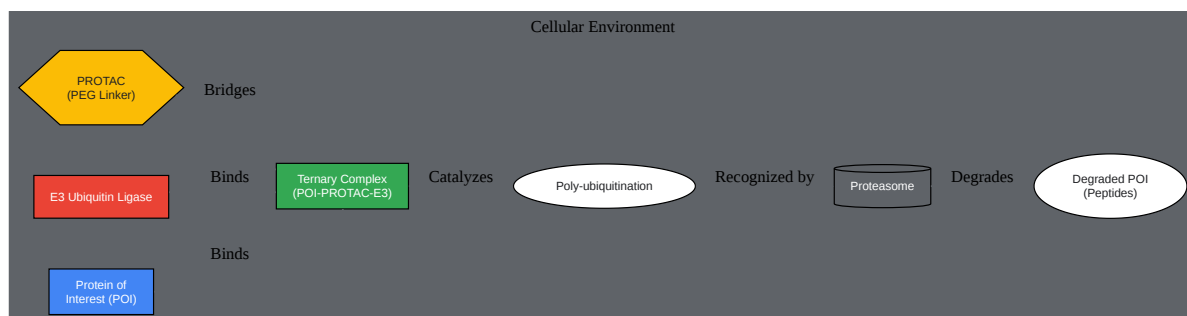 Cellular Environment
PROTAC
(PEG Linker)
Bridges
E3 Ubiquitin Ligase
Binds
Ternary Complex
(POI-PROTAC-E3)
Catalyzes
Poly-ubiquitination
Recognized by
Proteasome
Degrades
Degraded POI
(Peptides)
Binds
Protein of
Interest (POI)